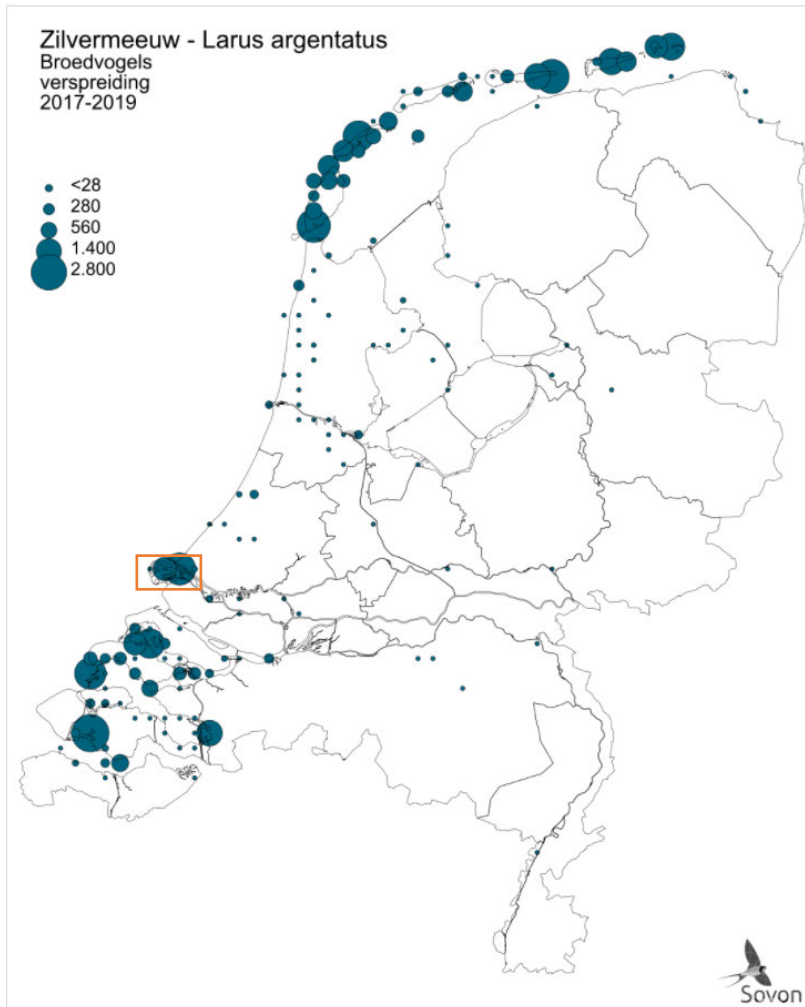 Zilvermeeuw - Larus argentatus
Broedvogels
verspreiding
2017-2019
<28
280
560
1.400
2.800
Sovon